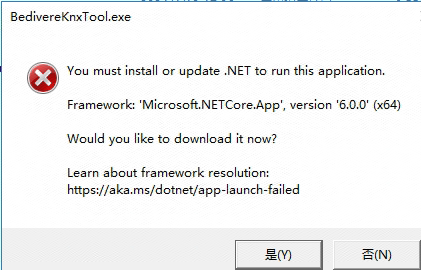 BedivereKnxTool.exe
You must install or update .NET to run this application.
Framework: 'Microsoft.NETCore.App', version '6.0.0' (x64)
Would you like to download it now?
Learn about framework resolution:
https://aka.ms/dotnet/app-launch-failed
是(Y) 否(N)